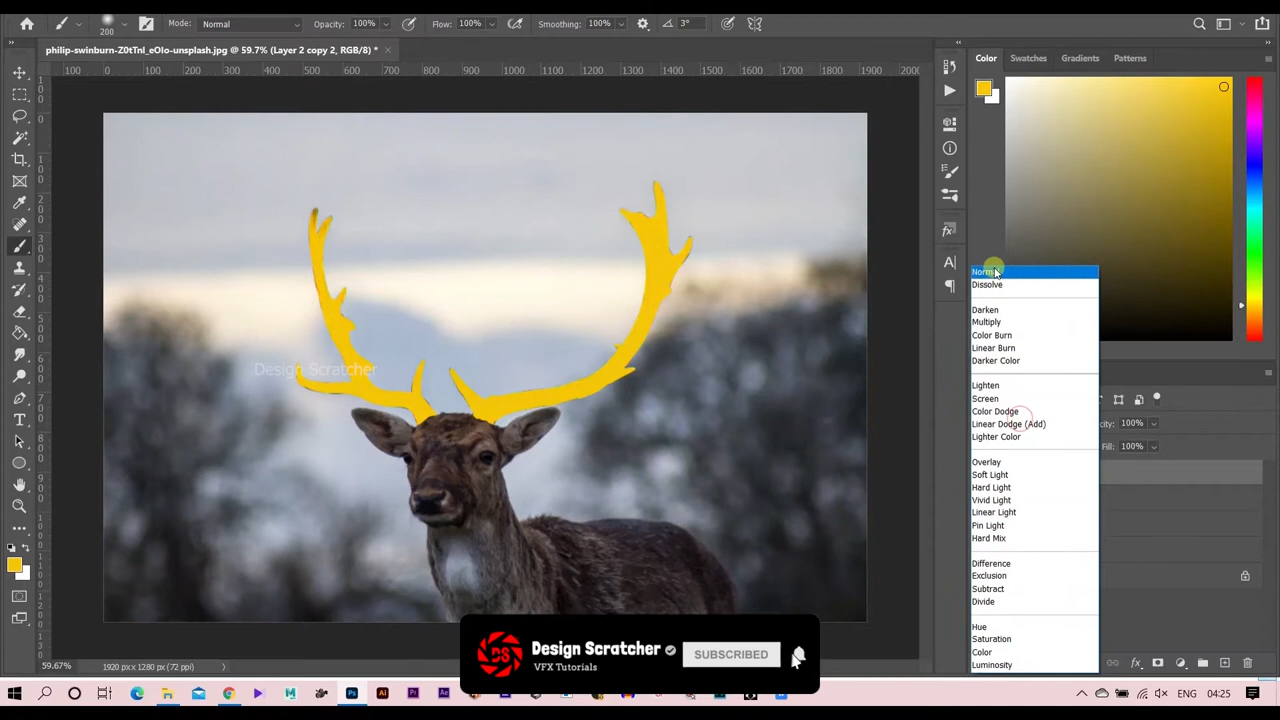 200
Mode:
Normal
Opacity:
100%
Flow:
100%
Smoothing:
100%
3°
philip-swinburn-Z0tTnI_eOIo-unsplash.jpg @ 59.7% (Layer 2 copy 2, RGB/8) *
Color
Swatches
Gradients
Patterns
100 0 100 200 300 400 500 600 700 800 900 1000 1100 1200 1300 1400 1500 1600 1700 1800 1900 2000
Normal
Dissolve
Darken
Multiply
Color Burn
Linear Burn
Darker Color
Lighten
Screen
Color Dodge
Linear Dodge (Add)
Lighter Color
Overlay
Soft Light
Hard Light
Vivid Light
Linear Light
Pin Light
Hard Mix
Difference
Exclusion
Subtract
Divide
Hue
Saturation
Color
Luminosity
100%
Fill:
100%
Design Scratcher
DS
Design Scratcher
VFX Tutorials
SUBSCRIBED
59.67%
1920 px x 1280 px (72 ppi)
ENG
04:25